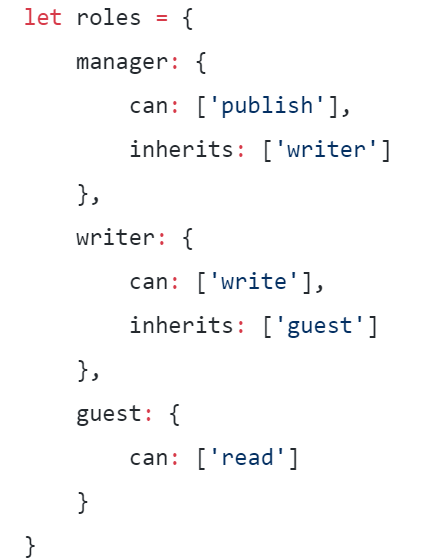 let roles = {
    manager: {
        can: ['publish'],
        inherits: ['writer']
    },
    writer: {
        can: ['write'],
        inherits: ['guest']
    },
    guest: {
        can: ['read']
    }
}